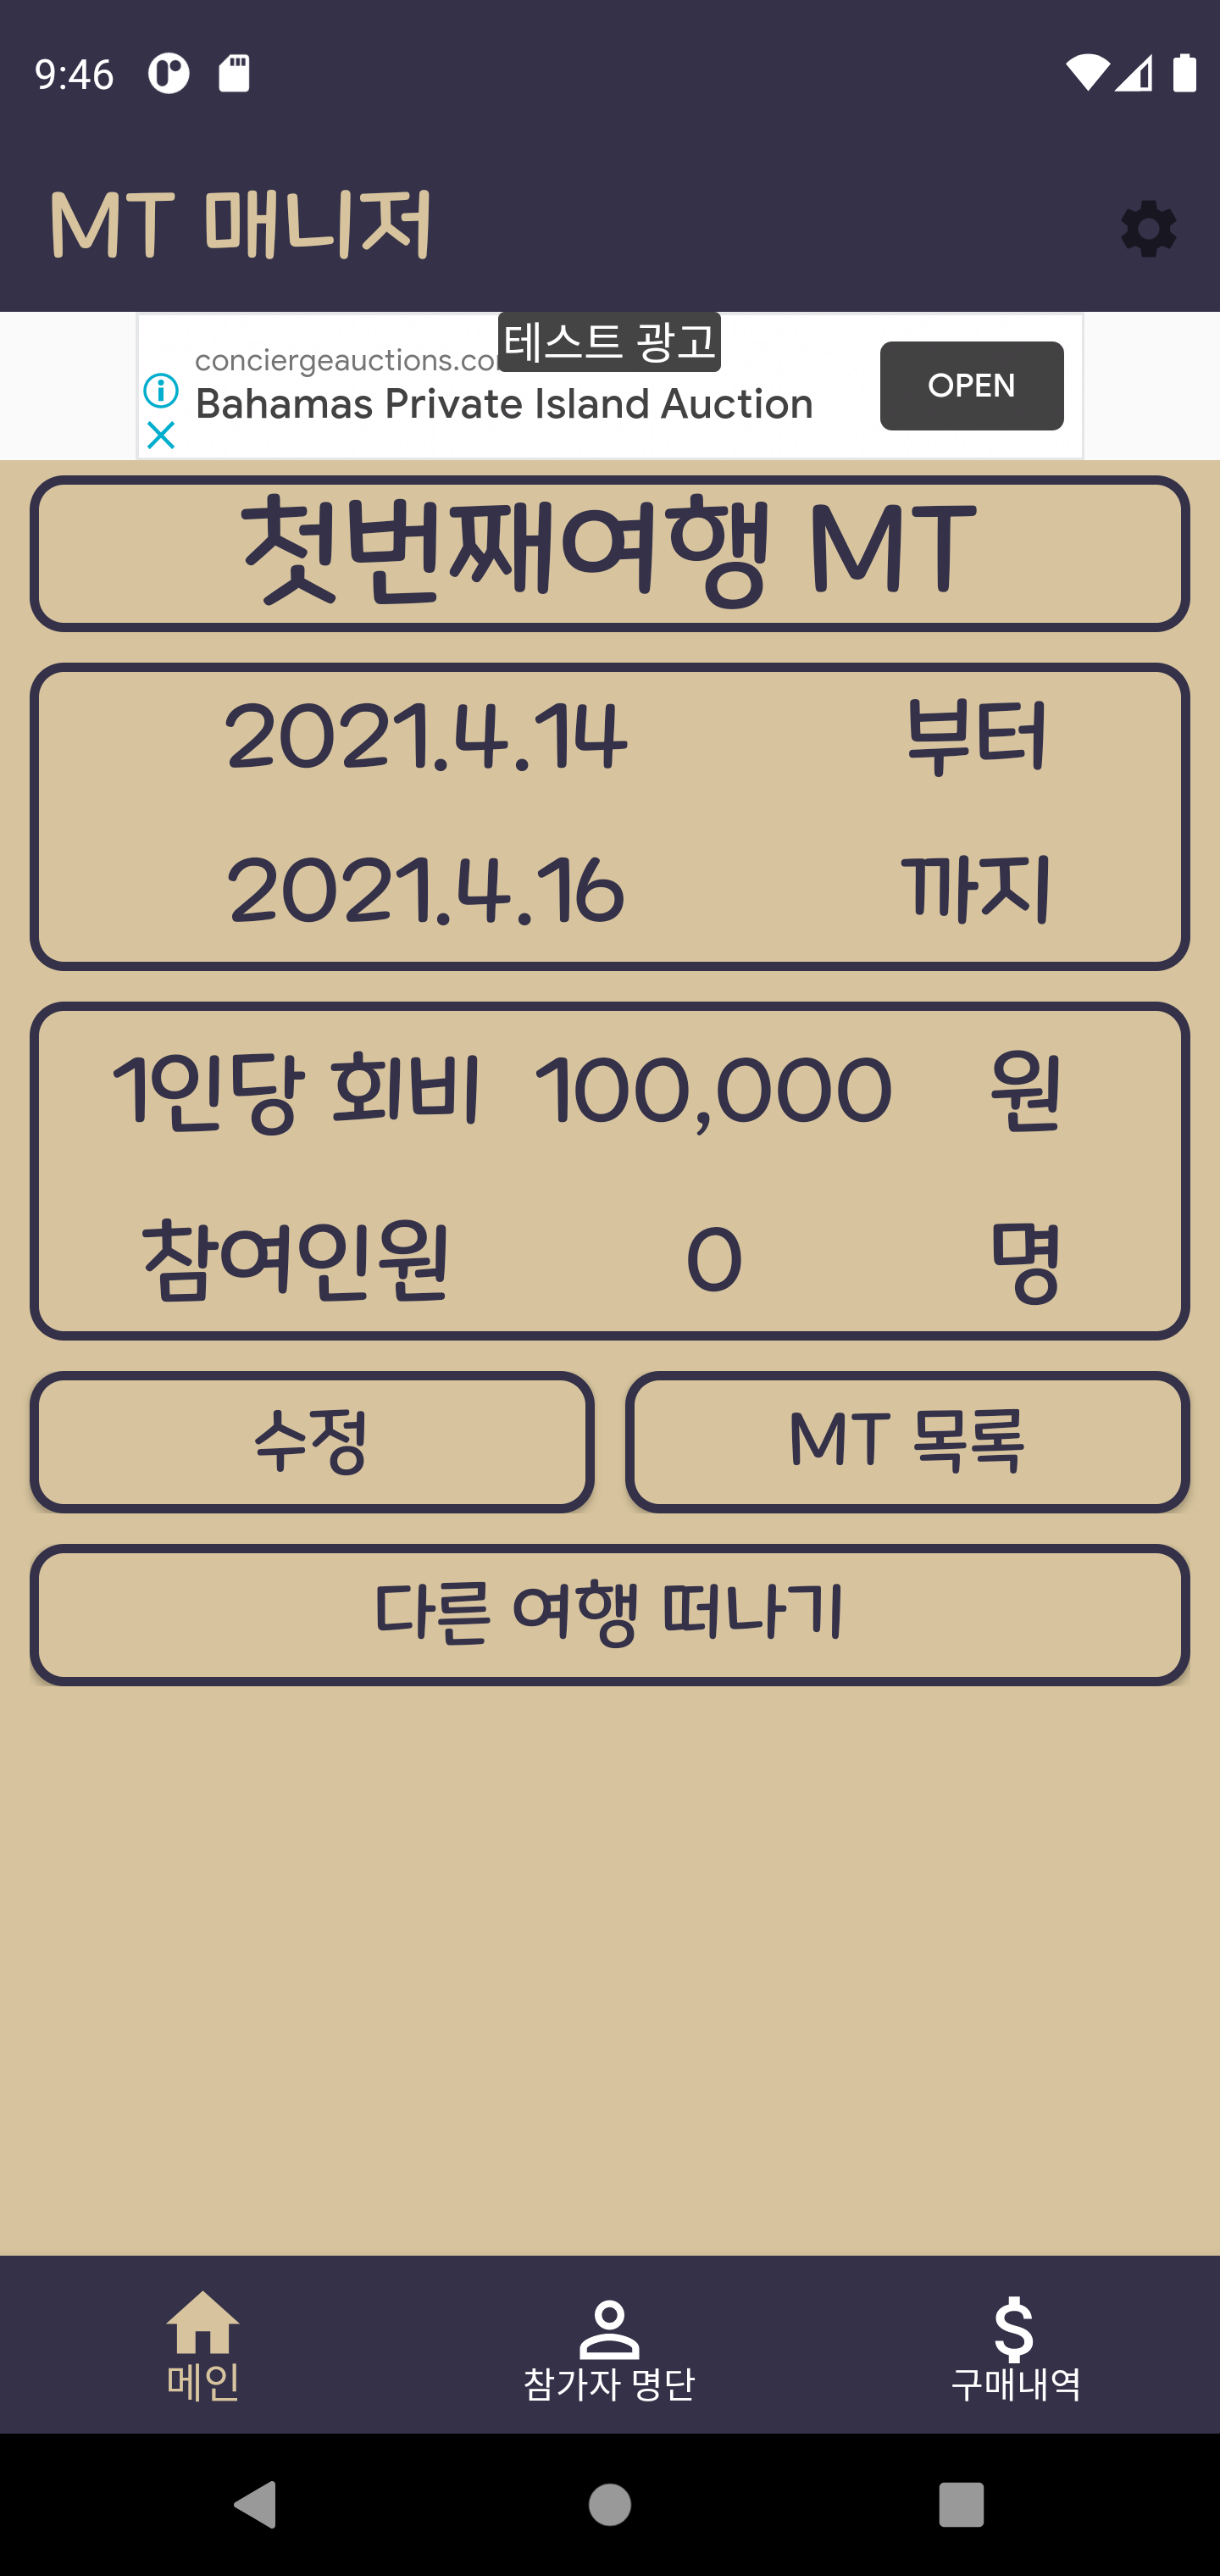 9:46
MT 매니저
테스트 광고
conciergeauctions.co
Bahamas Private Island Auction
OPEN
첫번째여행 MT
2021.4.14 부터
2021.4.16 까지
1인당 회비 100,000 원
참여인원 0 명
수정 MT 목록
다른 여행 떠나기
메인 참가자 명단 구매내역